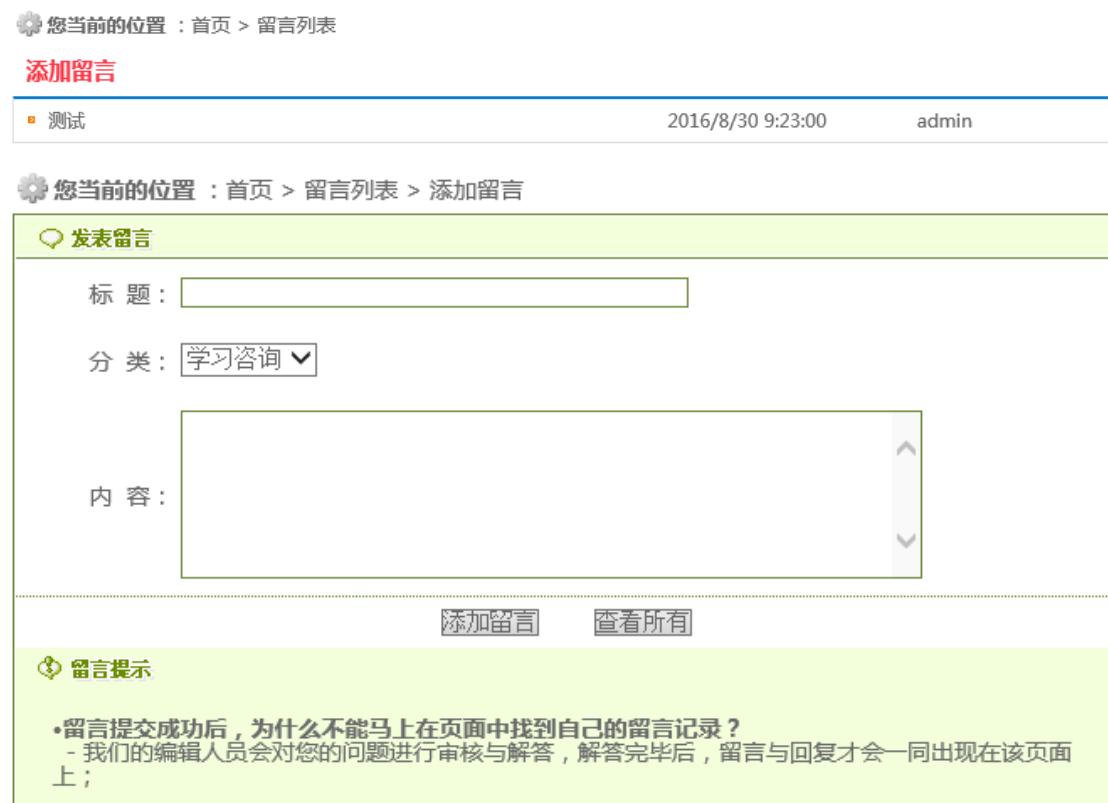 您当前的位置 ：首页 > 留言列表
添加留言
测试 2016/8/30 9:23:00 admin
您当前的位置 ：首页 > 留言列表 > 添加留言
发表留言
标 题：
分 类： 学习咨询
内 容：
添加留言 查看所有
留言提示
•留言提交成功后，为什么不能马上在页面中找到自己的留言记录？
- 我们的编辑人员会对您的问题进行审核与解答，解答完毕后，留言与回复才会一同出现在该页面
上；